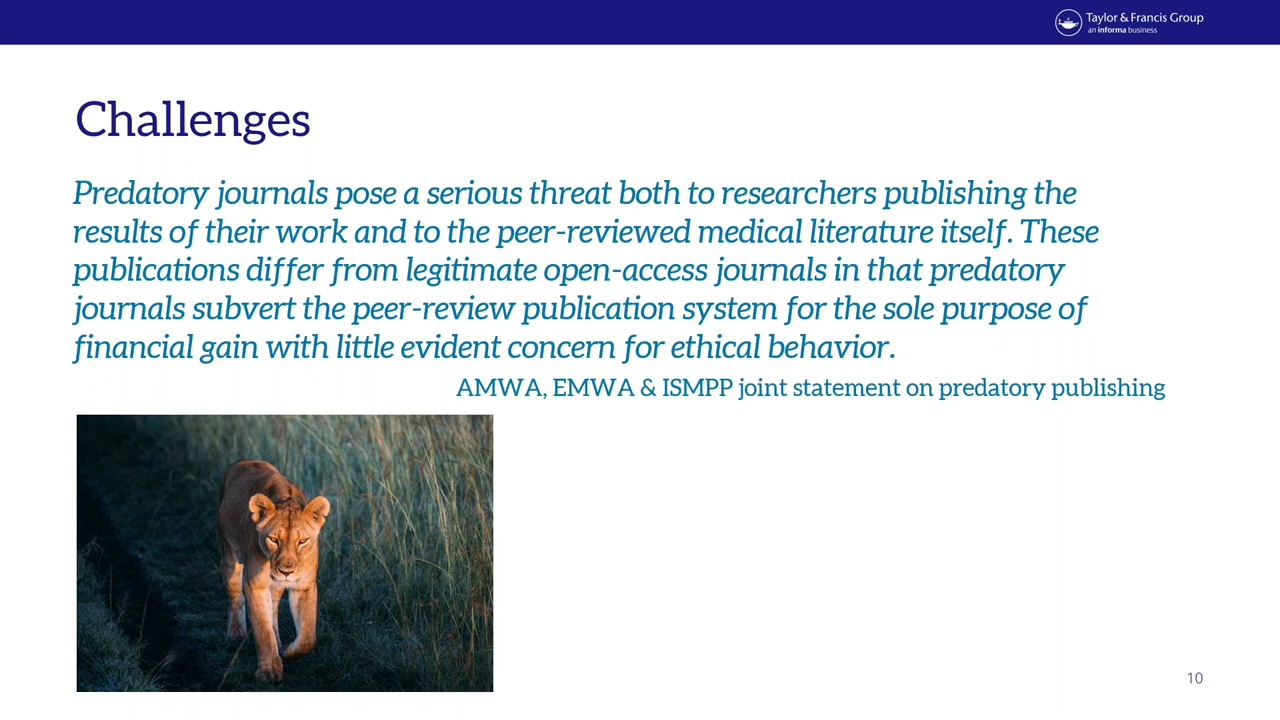 Taylor & Francis Group
an informa business
Challenges
Predatory journals pose a serious threat both to researchers publishing the
results of their work and to the peer-reviewed medical literature itself. These
publications differ from legitimate open-access journals in that predatory
journals subvert the peer-review publication system for the sole purpose of
financial gain with little evident concern for ethical behavior.
AMWA, EMWA & ISMPP joint statement on predatory publishing
10